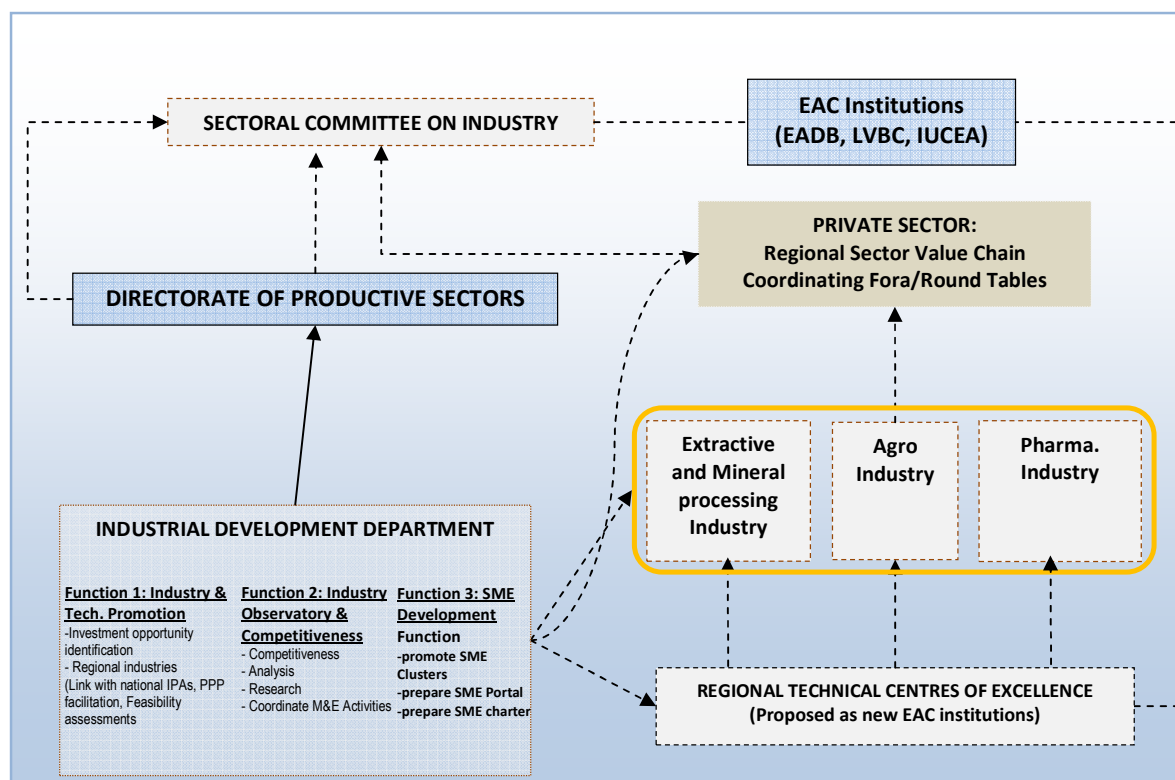 SECTORAL COMMITTEE ON INDUSTRY
EAC Institutions
(EADB, LVBC, IUCEA)
PRIVATE SECTOR:
Regional Sector Value Chain
Coordinating Fora/Round Tables
DIRECTORATE OF PRODUCTIVE SECTORS
Extractive
and Mineral
processing
Industry
Agro
Industry
Pharma.
Industry
INDUSTRIAL DEVELOPMENT DEPARTMENT
Function 1: Industry &
Tech. Promotion
-Investment opportunity
identification
- Regional industries
(Link with national IPAs, PPP
facilitation, Feasibility
assessments
Function 2: Industry
Observatory &
Competitiveness
- Competitiveness
- Analysis
- Research
- Coordinate M&E Activities
Function 3: SME
Development
Function
-promote SME
Clusters
-prepare SME Portal
-prepare SME charter
REGIONAL TECHNICAL CENTRES OF EXCELLENCE
(Proposed as new EAC institutions)